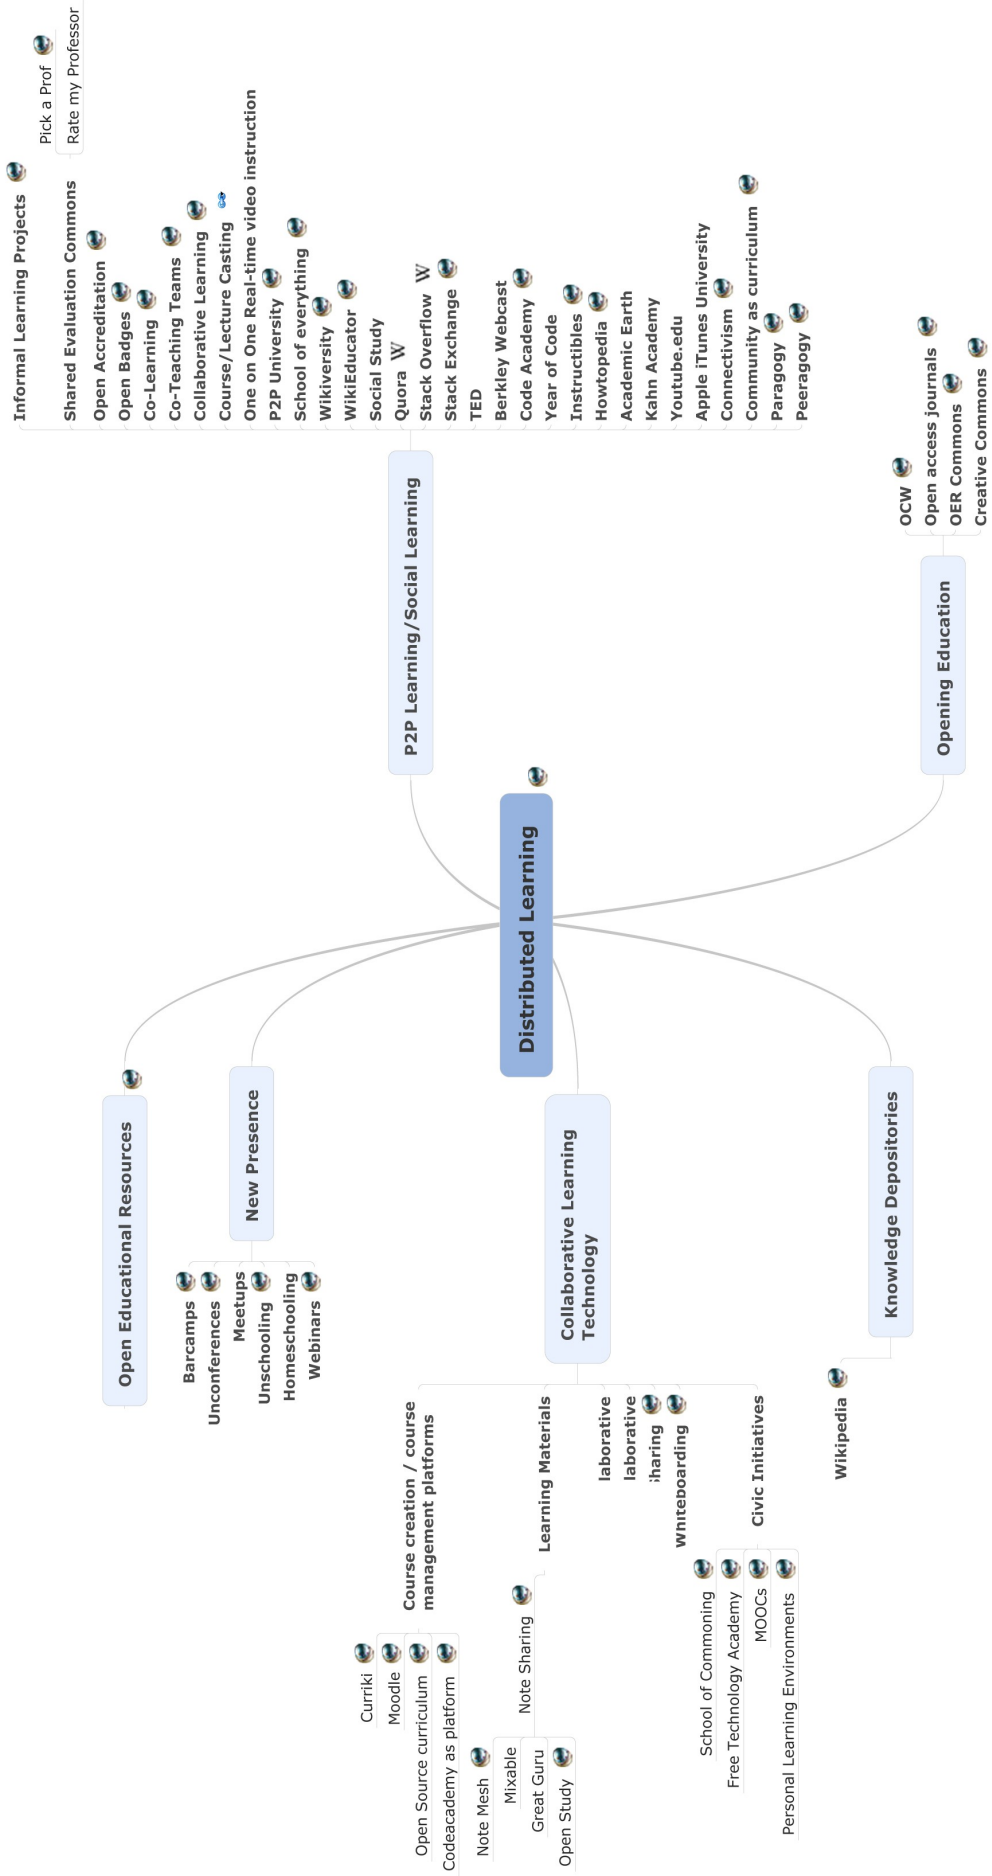 Distributed Learning
P2P Learning/Social Learning
Informal Learning Projects
Shared Evaluation Commons
Pick a Prof
Rate my Professor
Open Accreditation
Open Badges
Co-Learning
Co-Teaching Teams
Collaborative Learning
Course/Lecture Casting
One on One Real-time video instruction
P2P University
School of everything
Wikiversity
WikiEducator
Social Study
Quora W
Stack Overflow W
Stack Exchange
TED
Berkley Webcast
Code Academy
Year of Code
Instructibles
Howtopedia
Academic Earth
Kahn Academy
Youtube.edu
Apple iTunes University
Connectivism
Community as curriculum
Paragogy
Peeragogy
Opening Education
OCW
Open access journals
OER Commons
Creative Commons
Open Educational Resources
New Presence
Barcamps
Unconferences
Meetups
Unschooling
Homeschooling
Webinars
Collaborative Learning
Technology
Course creation / course
management platforms
Curriki
Moodle
Open Source curriculum
Codeacademy as platform
Learning Materials
Note Sharing
Note Mesh
Mixable
Great Guru
Open Study
laborative
laborative
haring
Whiteboarding
Civic Initiatives
School of Commoning
Free Technology Academy
MOOCs
Personal Learning Environments
Knowledge Depositories
Wikipedia